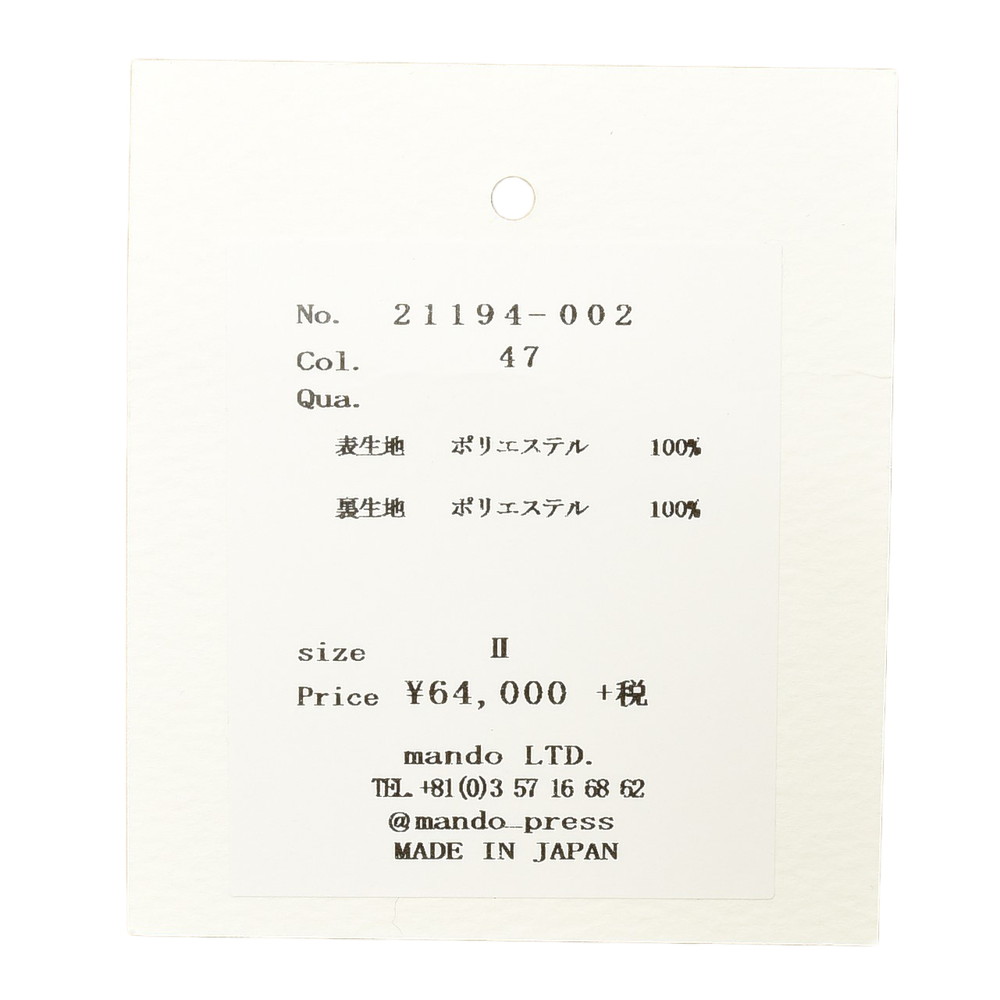 No. 21194-002
Col. 47
Qua.
表生地 ポリエステル 100%
裏生地 ポリエステル 100%
size Ⅱ
Price ¥64,000 +税
mando LTD.
TEL. +81(0)3 57 16 68 62
@mando_press
MADE IN JAPAN